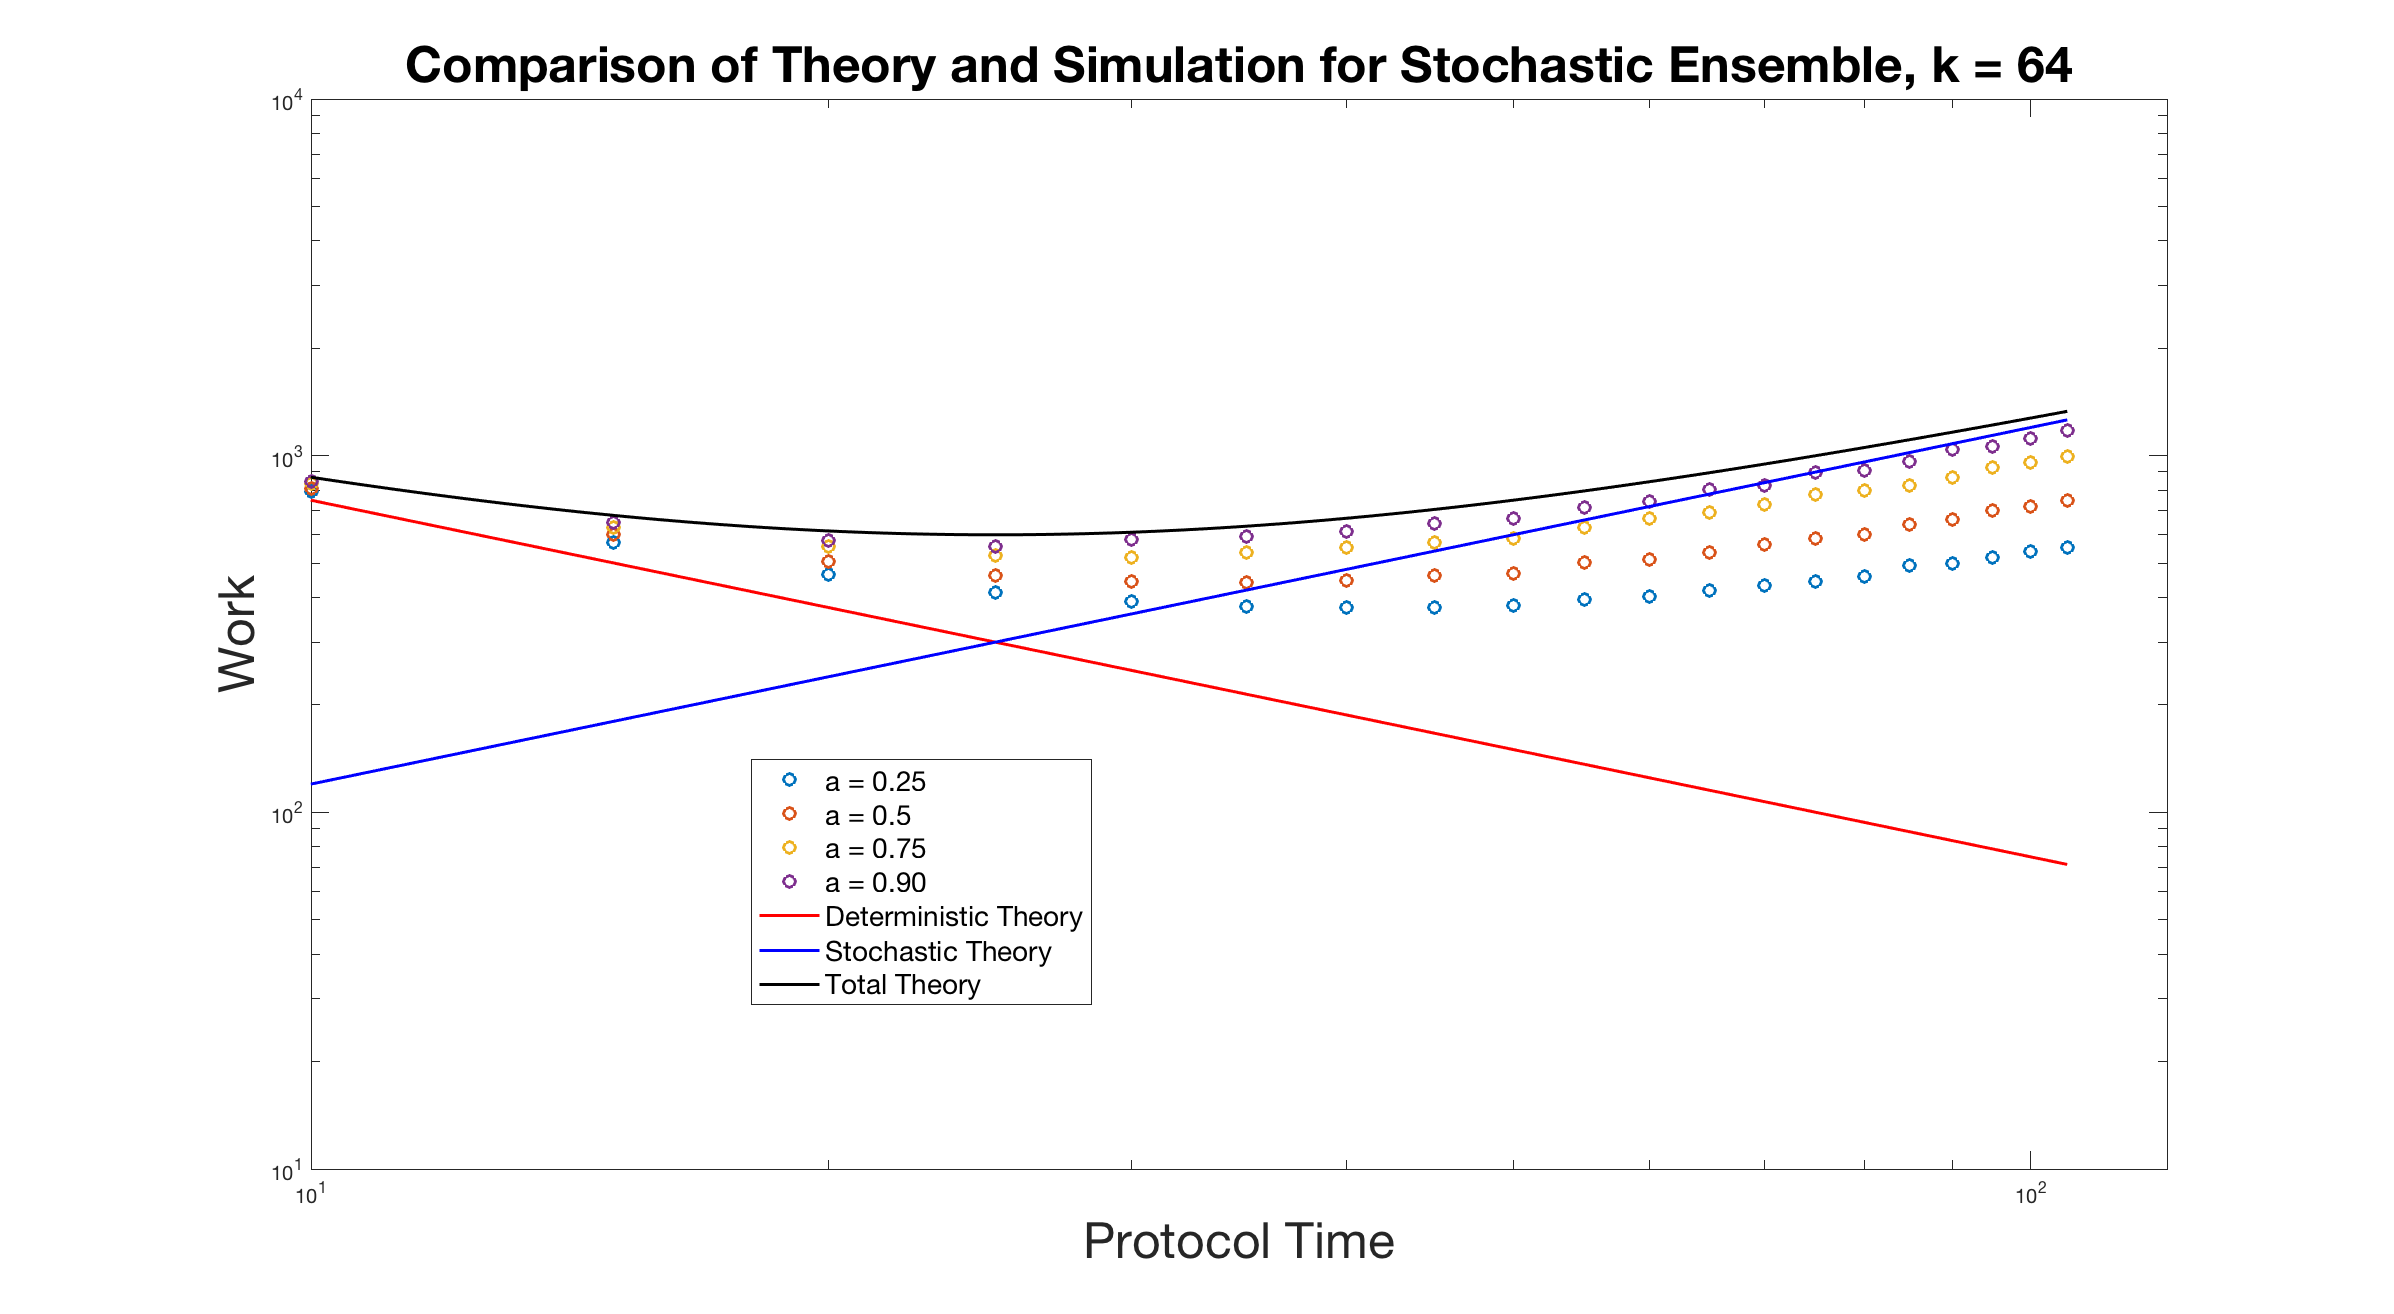 Comparison of Theory and Simulation for Stochastic Ensemble, k = 64
10^4
10^3
10^2
10^1
Work
a = 0.25
a = 0.5
a = 0.75
a = 0.90
Deterministic Theory
Stochastic Theory
Total Theory
10^1
10^2
Protocol Time